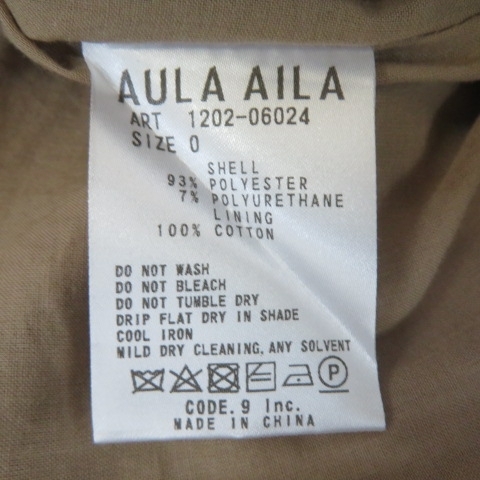 AULA AILA
ART 1202-06024
SIZE 0
SHELL
93% POLYESTER
7% POLYURETHANE
LINING
100% COTTON
DO NOT WASH
DO NOT BLEACH
DO NOT TUMBLE DRY
DRIP FLAT DRY IN SHADE
COOL IRON
MILD DRY CLEANING, ANY SOLVENT
P
CODE.9 Inc.
MADE IN CHINA